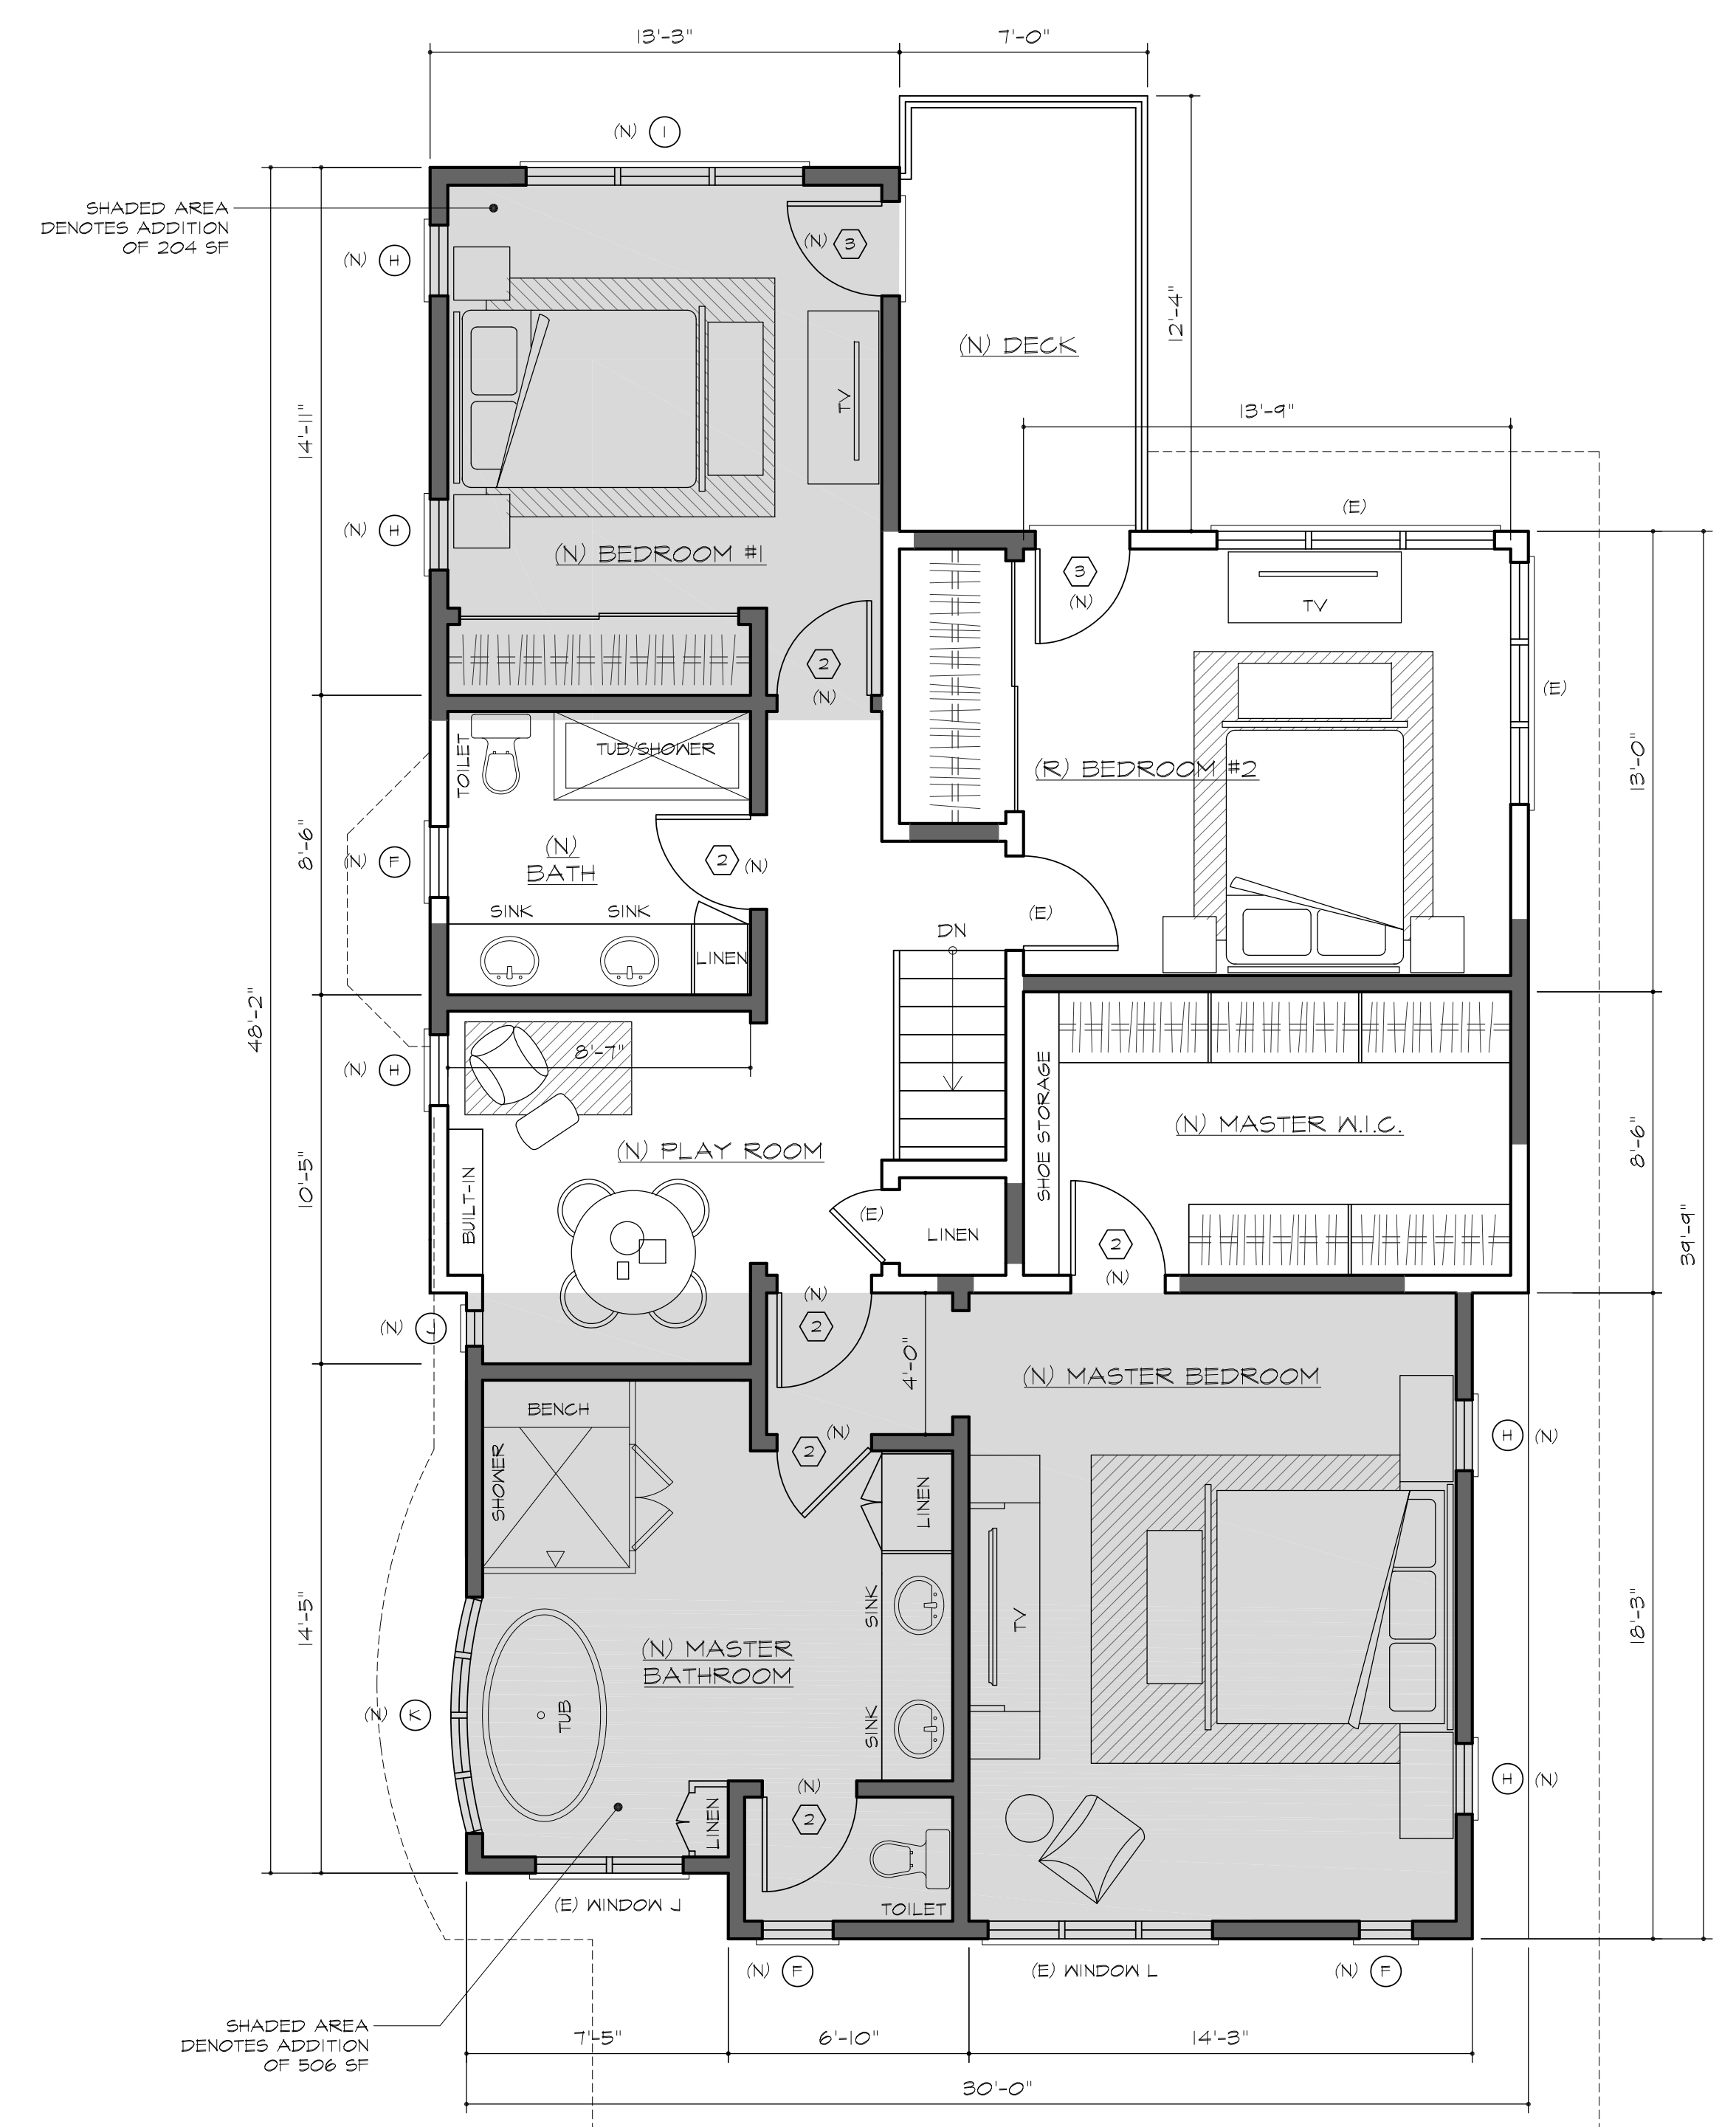 13'-3"
7'-0"
(N) I
SHADED AREA
DENOTES ADDITION
OF 204 SF
(N) 3
(N) H
12'-4"
(N) DECK
TV
13'-9"
14'-11"
(E)
(N) H
(N) BEDROOM #1
3
(N)
TV
2
(N)
(E)
TOILET
TUB/SHOWER
(R) BEDROOM #2
13'-0"
8'-6"
(N) F
(N)
BATH
2 (N)
SINK
SINK
(E)
DN
LINEN
48'-2"
8'-7"
(N) H
SHOE STORAGE
(N) MASTER W.I.C.
(N) PLAY ROOM
10'-5"
8'-6"
BUILT-IN
(E)
LINEN
39'-9"
2
(N)
(N)
2
(N) J
4'-0"
(N) MASTER BEDROOM
BENCH
(N)
2
H (N)
SHOWER
LINEN
14'-5"
SINK
TV
18'-3"
(N) MASTER
BATHROOM
(N) K
TUB
SINK
(N)
2
H (N)
LINEN
(E) WINDOW J
TOILET
(N) F
(E) WINDOW L
(N) F
SHADED AREA
DENOTES ADDITION
OF 506 SF
7'-5"
6'-10"
14'-3"
30'-0"